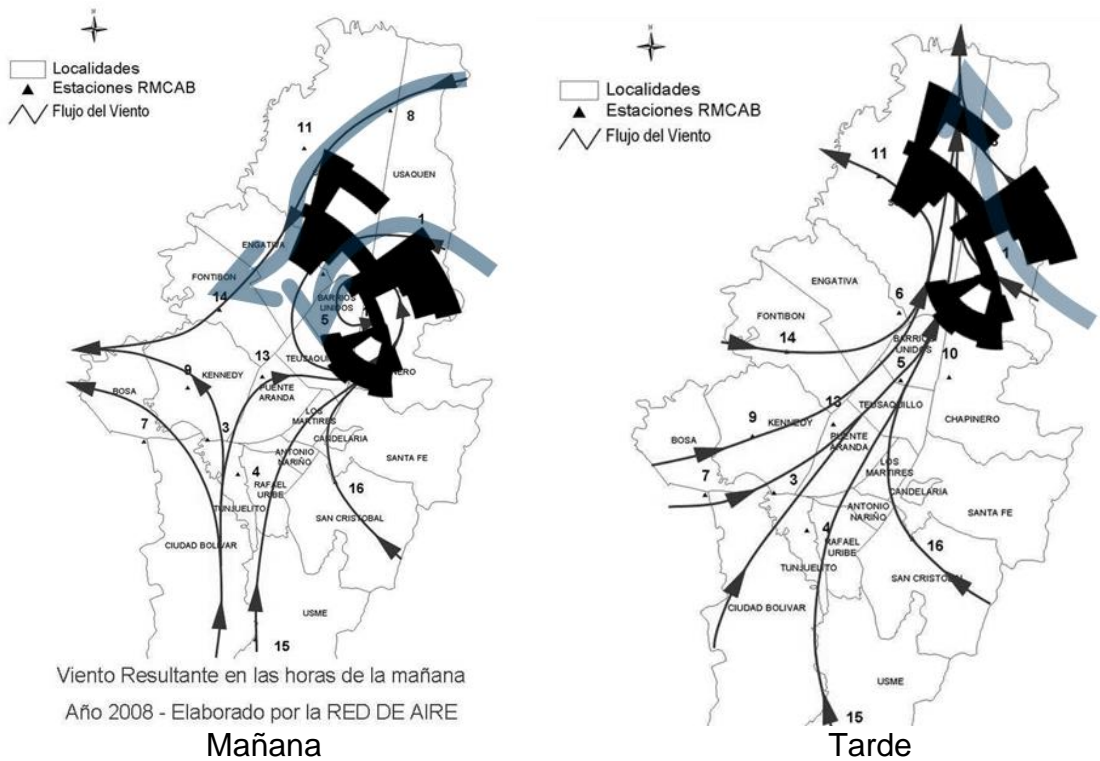 Localidades
Estaciones RMCAB
Flujo del Viento
11
8
USAQUEN
1
ENGATIVA
FONTIBON
14
BARRIOS
UNIDOS
5
13
9
KENNEDY
PUENTE
ARANDA
BOSA
LOS
MARTIRES
7
3
CANDELARIA
ANTONIO
NARIÑO
SANTA FE
4
RAFAEL
URIBE
16
TUNJUELITO
SAN CRISTOBAL
CIUDAD BOLIVAR
USME
15
Viento Resultante en las horas de la mañana
Año 2008 - Elaborado por la RED DE AIRE
Mañana
Localidades
Estaciones RMCAB
Flujo del Viento
11
1
ENGATIVA
6
FONTIBON
14
BARRIOS
UNIDOS
10
5
13
TEUSAQUILLO
9
KENNEDY
CHAPINERO
PUENTE
ARANDA
BOSA
LOS
MARTIRES
7
3
CANDELARIA
ANTONIO
NARIÑO
SANTA FE
4
RAFAEL
URIBE
16
TUNJUELITO
CIUDAD BOLIVAR
USME
15
Tarde